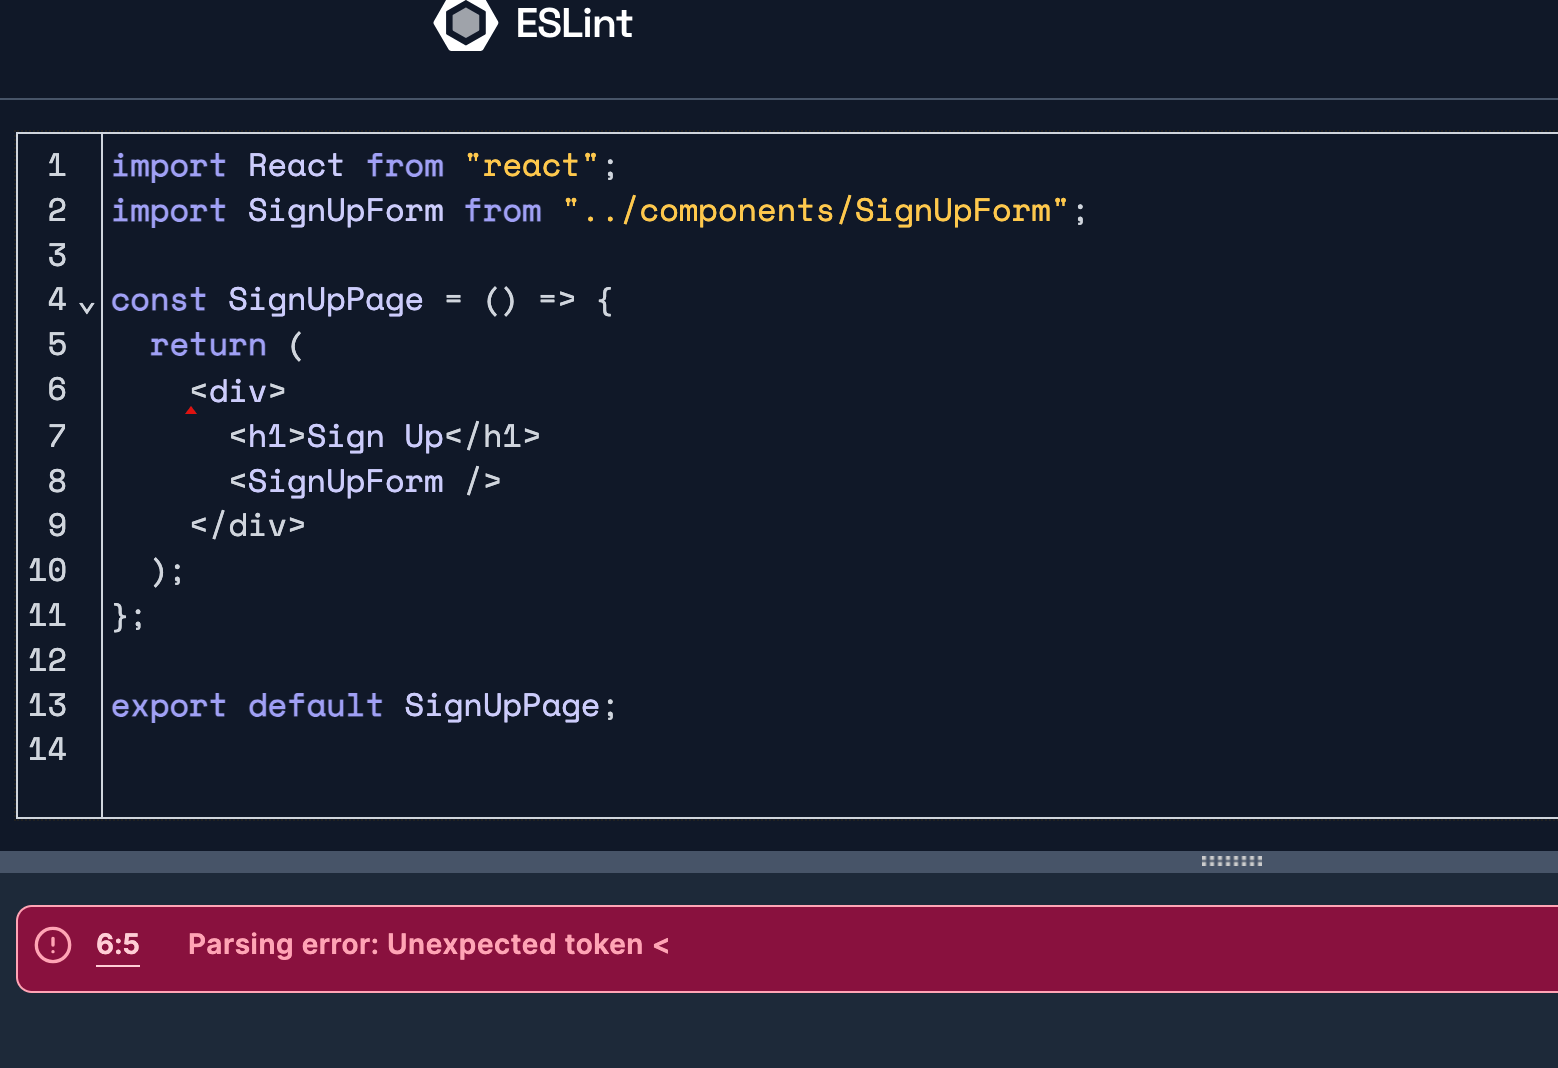 ESLint
1 import React from "react";
2 import SignUpForm from "../components/SignUpForm";
3
4 const SignUpPage = () => {
5   return (
6     <div>
7       <h1>Sign Up</h1>
8       <SignUpForm />
9     </div>
10   );
11 };
12
13 export default SignUpPage;
14
6:5 Parsing error: Unexpected token <